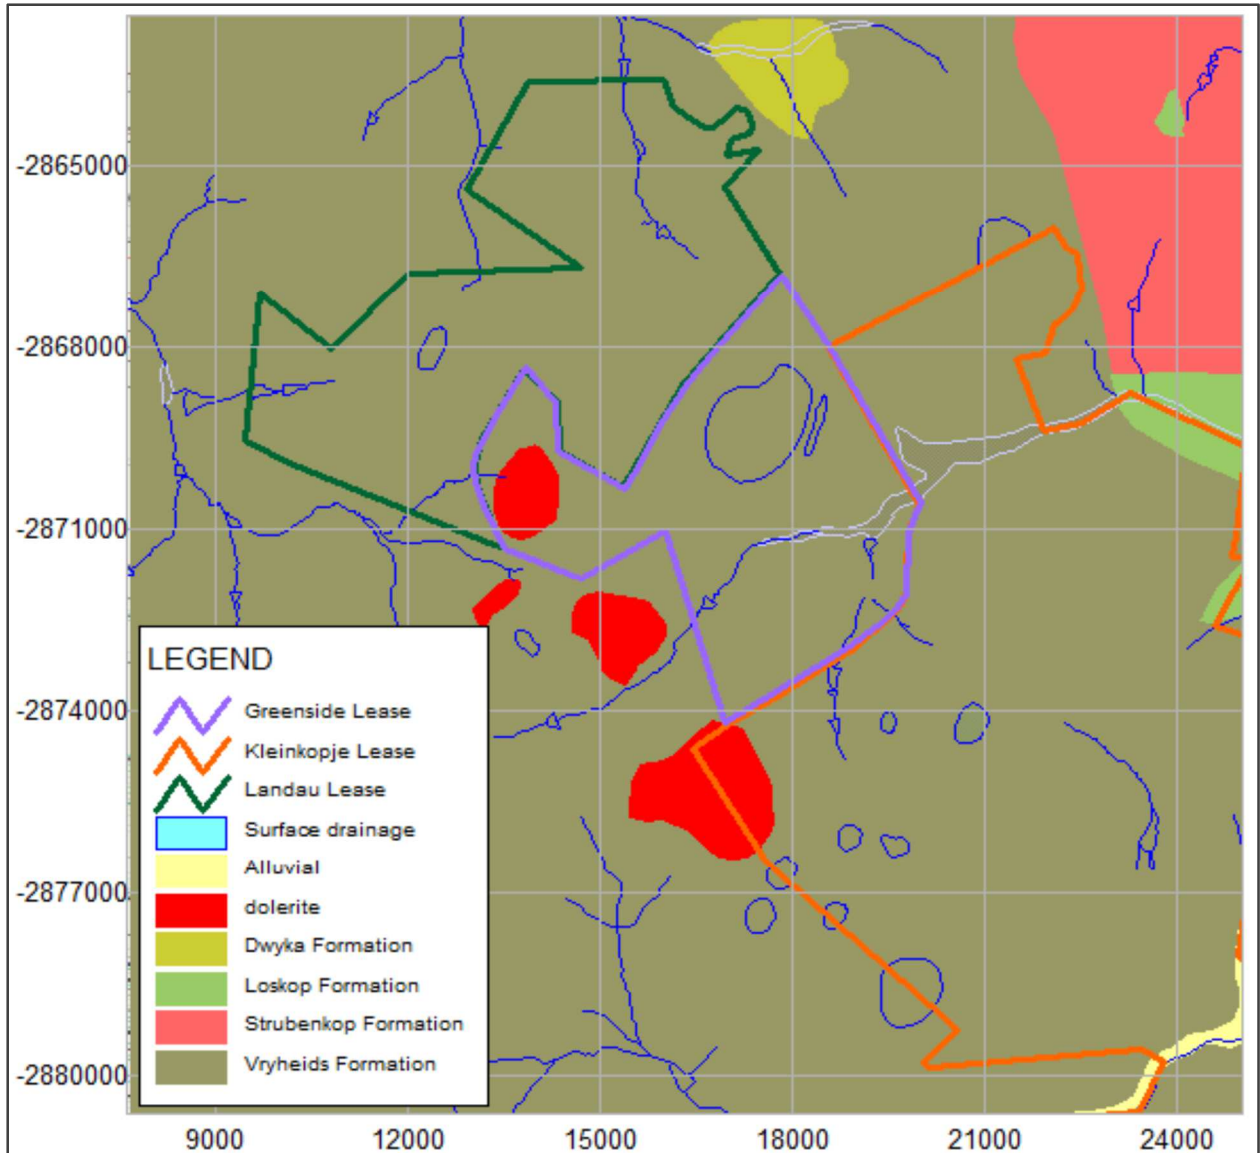 -2865000
-2868000
-2871000
-2874000
-2877000
-2880000
LEGEND
Greenside Lease
Kleinkopje Lease
Landau Lease
Surface drainage
Alluvial
dolerite
Dwyka Formation
Loskop Formation
Strubenkop Formation
Vryheids Formation
9000 12000 15000 18000 21000 24000